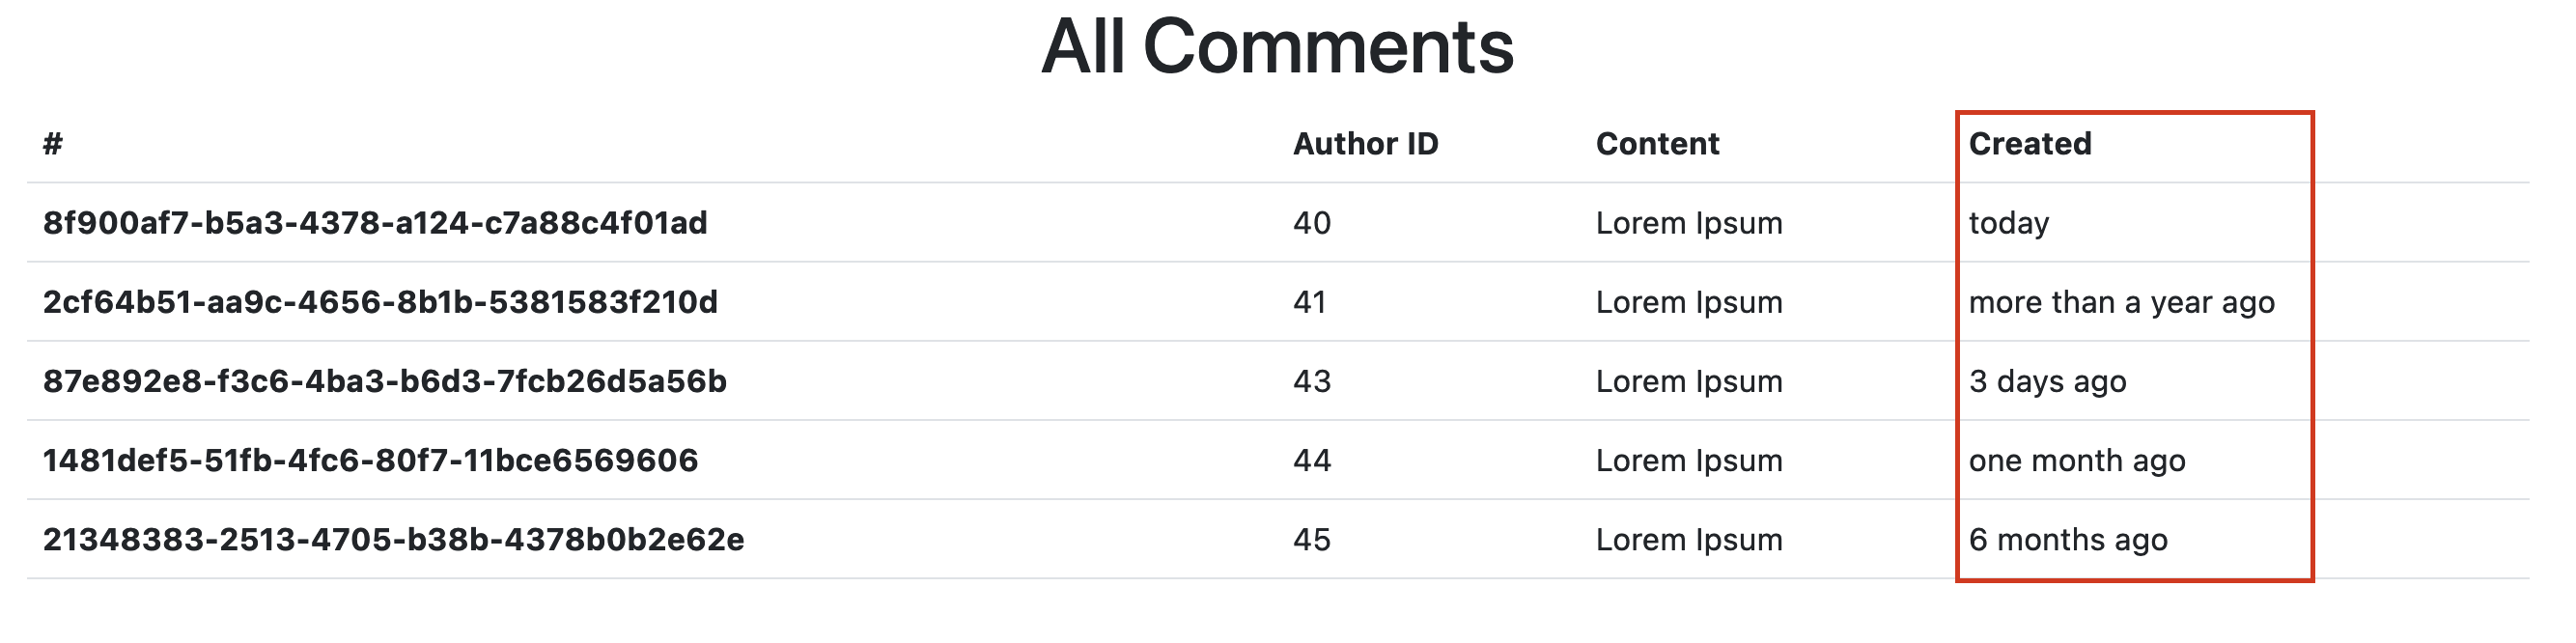 All Comments
# Author ID Content Created
8f900af7-b5a3-4378-a124-c7a88c4f01ad 40 Lorem Ipsum today
2cf64b51-aa9c-4656-8b1b-5381583f210d 41 Lorem Ipsum more than a year ago
87e892e8-f3c6-4ba3-b6d3-7fcb26d5a56b 43 Lorem Ipsum 3 days ago
1481def5-51fb-4fc6-80f7-11bce6569606 44 Lorem Ipsum one month ago
21348383-2513-4705-b38b-4378b0b2e62e 45 Lorem Ipsum 6 months ago